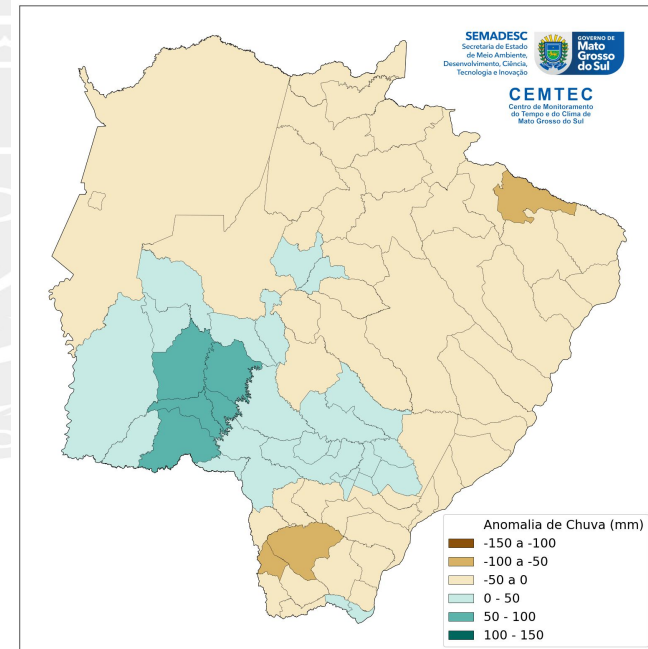 SEMADESC
Secretaria de Estado
de Meio Ambiente,
Desenvolvimento, Ciência,
Tecnologia e Inovação
GOVERNO DE
Mato
Grosso
do Sul
CEMTEC
Centro de Monitoramento
do Tempo e do Clima de
Mato Grosso do Sul
Anomalia de Chuva (mm)
-150 a -100
-100 a -50
-50 a 0
0 - 50
50 - 100
100 - 150